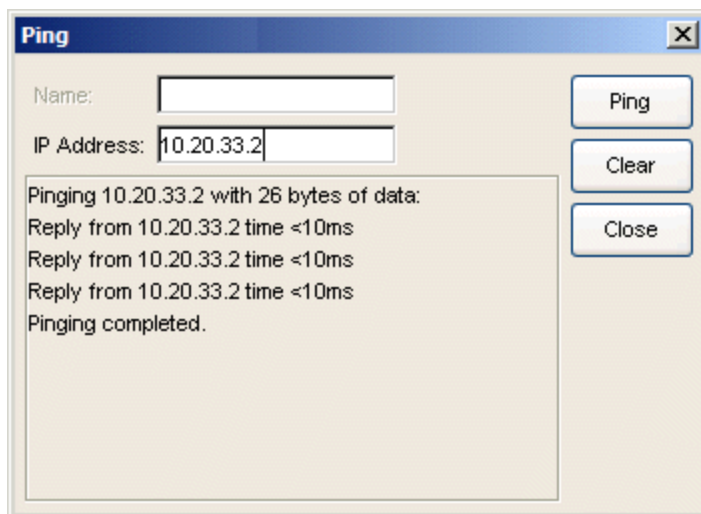 Ping
Name:
Ping
IP Address: 10.20.33.2
Clear
Close
Pinging 10.20.33.2 with 26 bytes of data:
Reply from 10.20.33.2 time <10ms
Reply from 10.20.33.2 time <10ms
Reply from 10.20.33.2 time <10ms
Pinging completed.